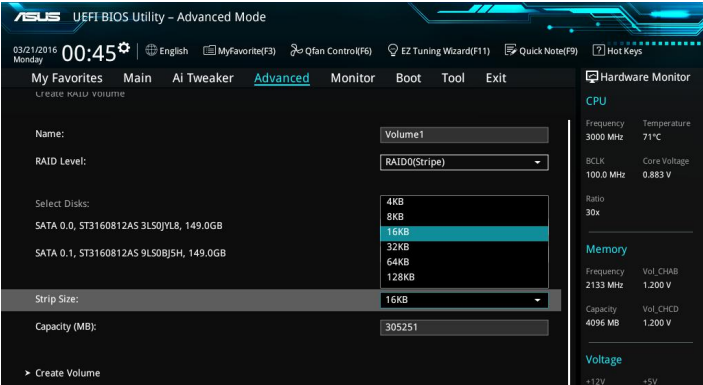 ASUS UEFI BIOS Utility – Advanced Mode
03/21/2016 Monday 00:45 English MyFavorite(F3) Qfan Control(F6) EZ Tuning Wizard(F11) Quick Note(F9) ? Hot Keys
My Favorites Main Ai Tweaker Advanced Monitor Boot Tool Exit
Create RAID Volume
Name: Volume1
RAID Level: RAID0(Stripe)
Select Disks:
SATA 0.0, ST3160812AS 3LS0JYL8, 149.0GB
SATA 0.1, ST3160812AS 9LS0BJ5H, 149.0GB
4KB
8KB
16KB
32KB
64KB
128KB
Strip Size: 16KB
Capacity (MB): 305251
> Create Volume
Hardware Monitor
CPU
Frequency Temperature
3000 MHz 71°C
BCLK Core Voltage
100.0 MHz 0.883 V
Ratio
30x
Memory
Frequency Vol_CHAB
2133 MHz 1.200 V
Capacity Vol_CHCD
4096 MB 1.200 V
Voltage
+12V +5V